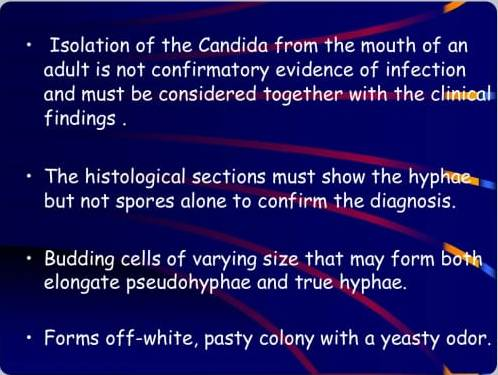 • Isolation of the Candida from the mouth of an
adult is not confirmatory evidence of infection
and must be considered together with the clinical
findings .
• The histological sections must show the hyphae
but not spores alone to confirm the diagnosis.
• Budding cells of varying size that may form both
elongate pseudohyphae and true hyphae.
• Forms off-white, pasty colony with a yeasty odor.